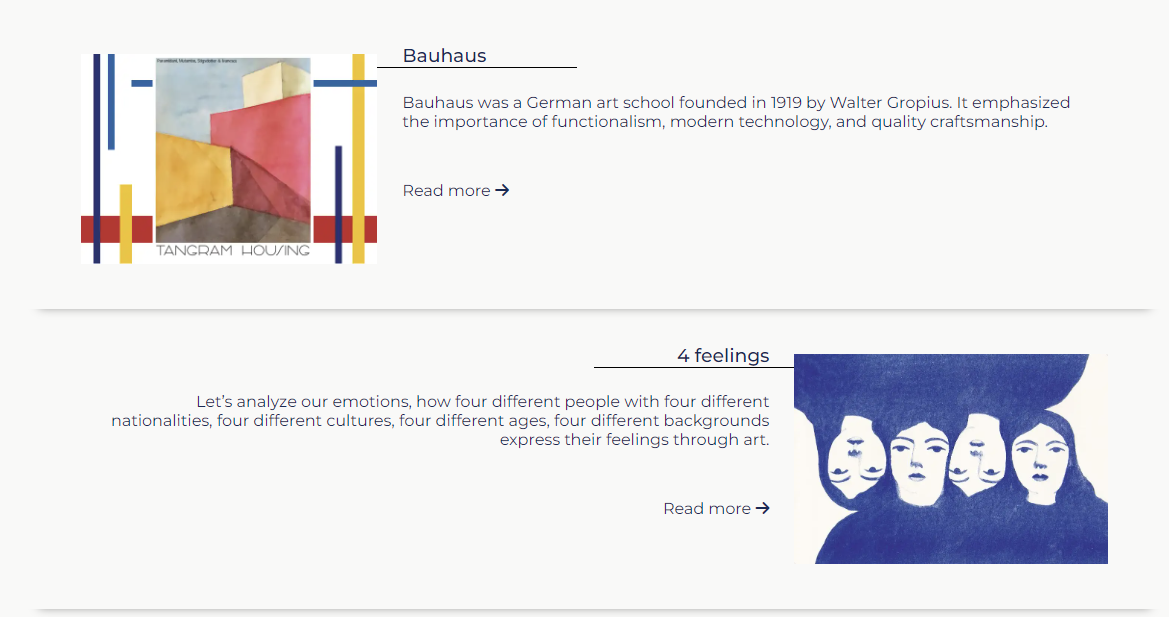 Bauhaus
Bauhaus was a German art school founded in 1919 by Walter Gropius. It emphasized
the importance of functionalism, modern technology, and quality craftsmanship.
Read more →
TANGRAM HOUSING
4 feelings
Let’s analyze our emotions, how four different people with four different
nationalities, four different cultures, four different ages, four different backgrounds
express their feelings through art.
Read more →